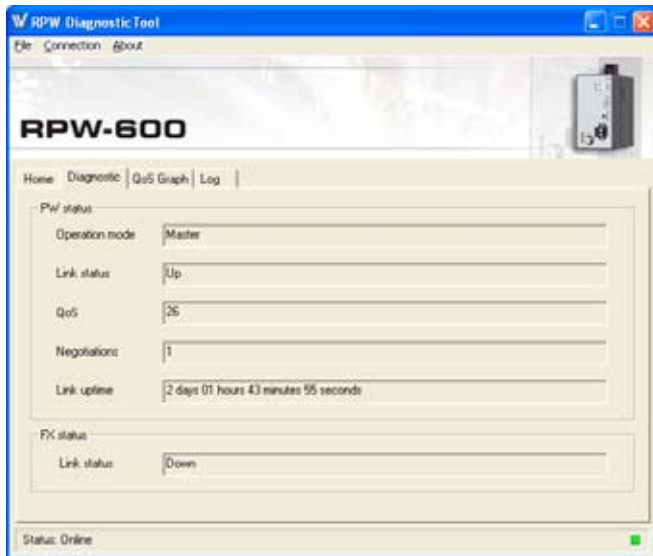 RPW Diagnostic Tool
File Connection About
RPW-600
Home Diagnostic QoS Graph Log
PW status
Operation mode Master
Link status Up
QoS 26
Negotiations 1
Link uptime 2 days 01 hours 43 minutes 55 seconds
FX status
Link status Down
Status: Online